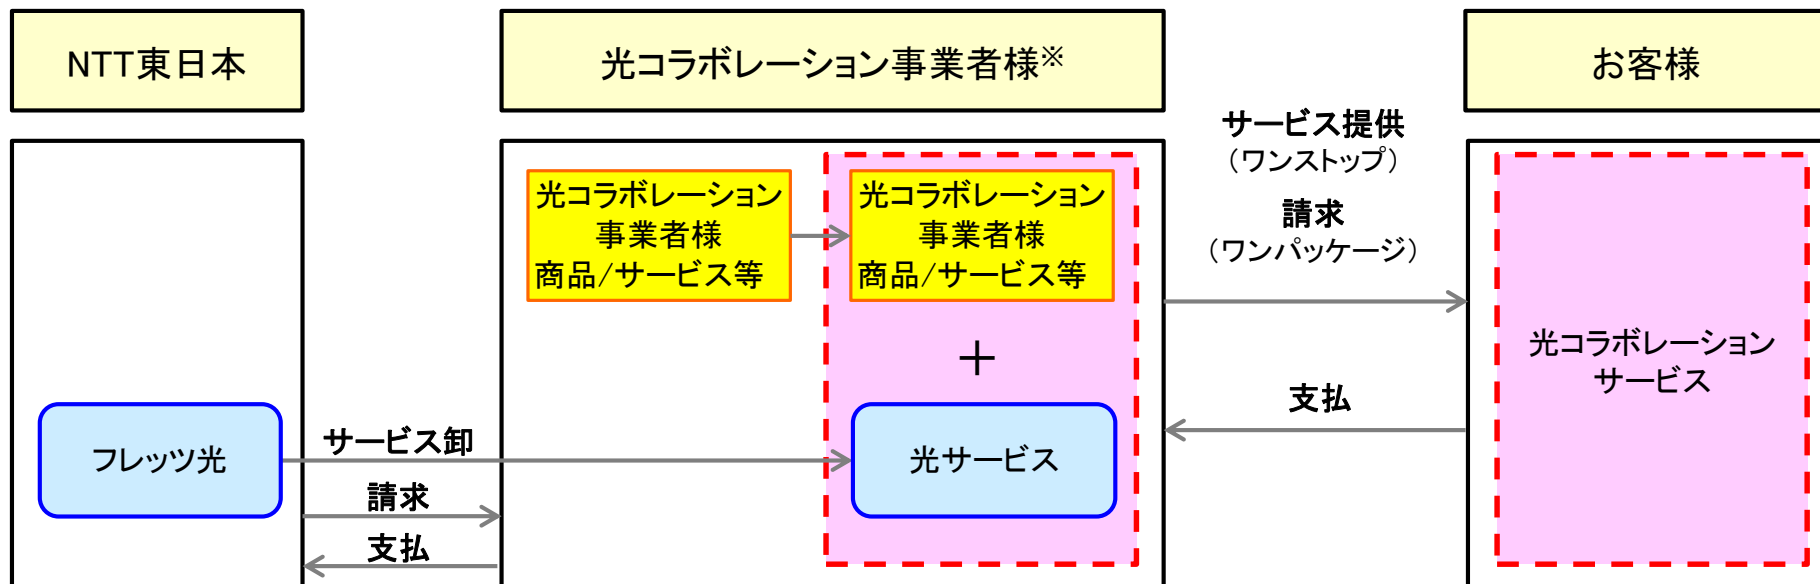 NTT東日本
光コラボレーション事業者様※
お客様
サービス提供
（ワンストップ）
請求
（ワンパッケージ）
光コラボレーション
事業者様
商品/サービス等
光コラボレーション
事業者様
商品/サービス等
＋
光コラボレーション
サービス
支払
フレッツ光
サービス卸
光サービス
請求
支払